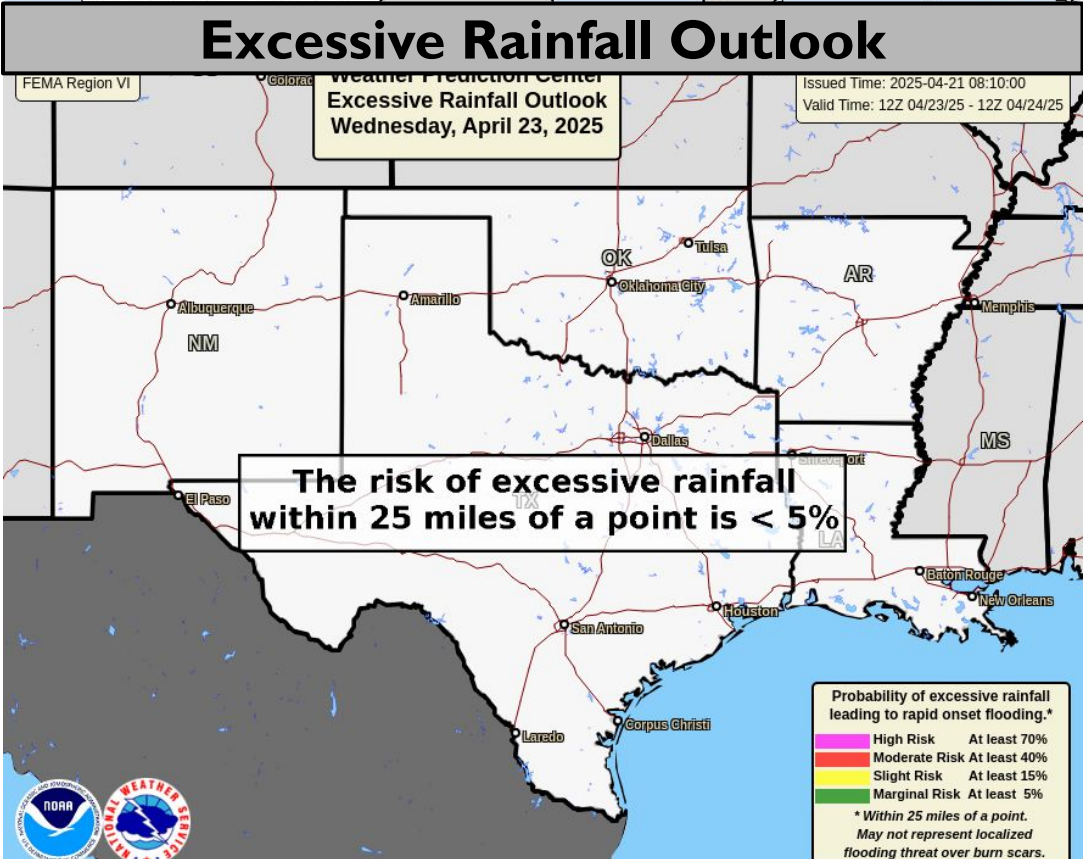 Excessive Rainfall Outlook
FEMA Region VI
Weather Prediction Center
Excessive Rainfall Outlook
Wednesday, April 23, 2025
Issued Time: 2025-04-21 08:10:00
Valid Time: 12Z 04/23/25 - 12Z 04/24/25
Colorad
Tulsa
OK
Oklahoma City
AR
Albuquerque
Amarillo
Memphis
NM
Dallas
MS
Shreveport
The risk of excessive rainfall
within 25 miles of a point is < 5%
El Paso
TX
LA
Baton Rouge
New Orleans
Houston
San Antonio
Corpus Christi
Laredo
Probability of excessive rainfall
leading to rapid onset flooding.*
High Risk At least 70%
Moderate Risk At least 40%
Slight Risk At least 15%
Marginal Risk At least 5%
* Within 25 miles of a point.
May not represent localized
flooding threat over burn scars.
NOAA
NATIONAL WEATHER SERVICE